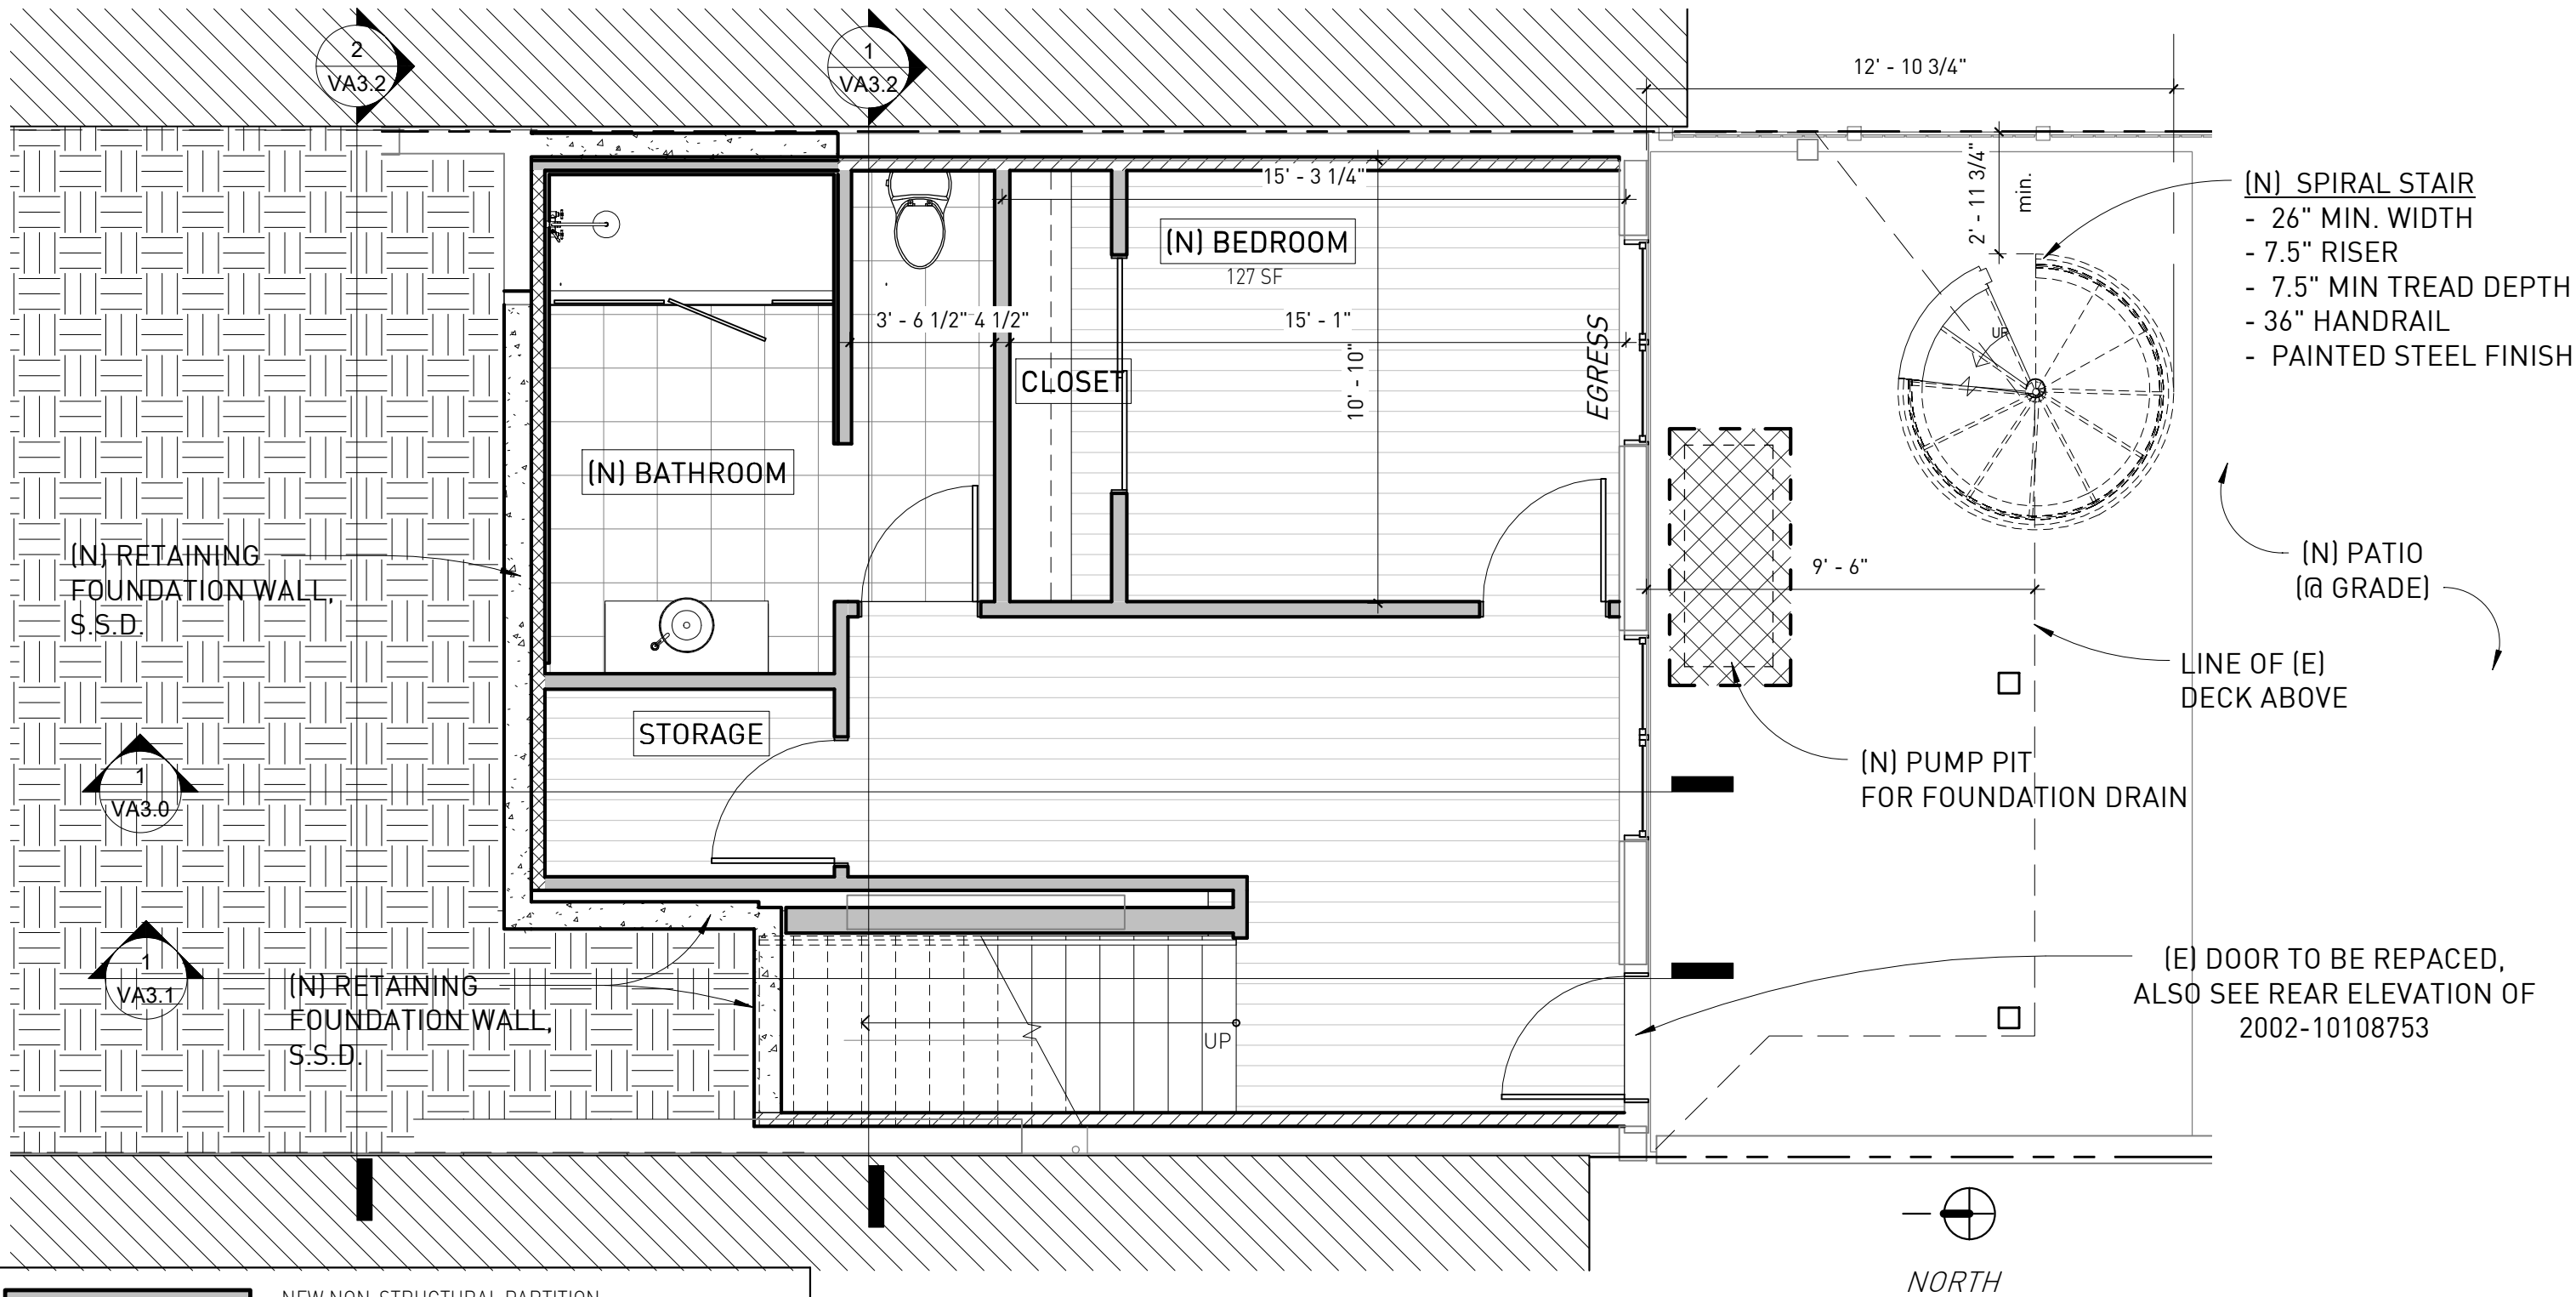 2
VA3.2
1
VA3.2
12' - 10 3/4"
15' - 3 1/4"
2' - 11 3/4"
min.
(N) SPIRAL STAIR
- 26" MIN. WIDTH
- 7.5" RISER
- 7.5" MIN TREAD DEPTH
- 36" HANDRAIL
- PAINTED STEEL FINISH
(N) BEDROOM
127 SF
3' - 6 1/2"
4 1/2"
15' - 1"
10' - 10"
EGRESS
UP
CLOSET
(N) BATHROOM
(N) RETAINING
FOUNDATION WALL,
S.S.D.
9' - 6"
(N) PATIO
(@ GRADE)
LINE OF (E)
DECK ABOVE
STORAGE
(N) PUMP PIT
FOR FOUNDATION DRAIN
1
VA3.0
1
VA3.1
(N) RETAINING
FOUNDATION WALL,
S.S.D.
UP
(E) DOOR TO BE REPACED,
ALSO SEE REAR ELEVATION OF
2002-10108753
NORTH
NEW NON-STRUCTURAL PARTITION